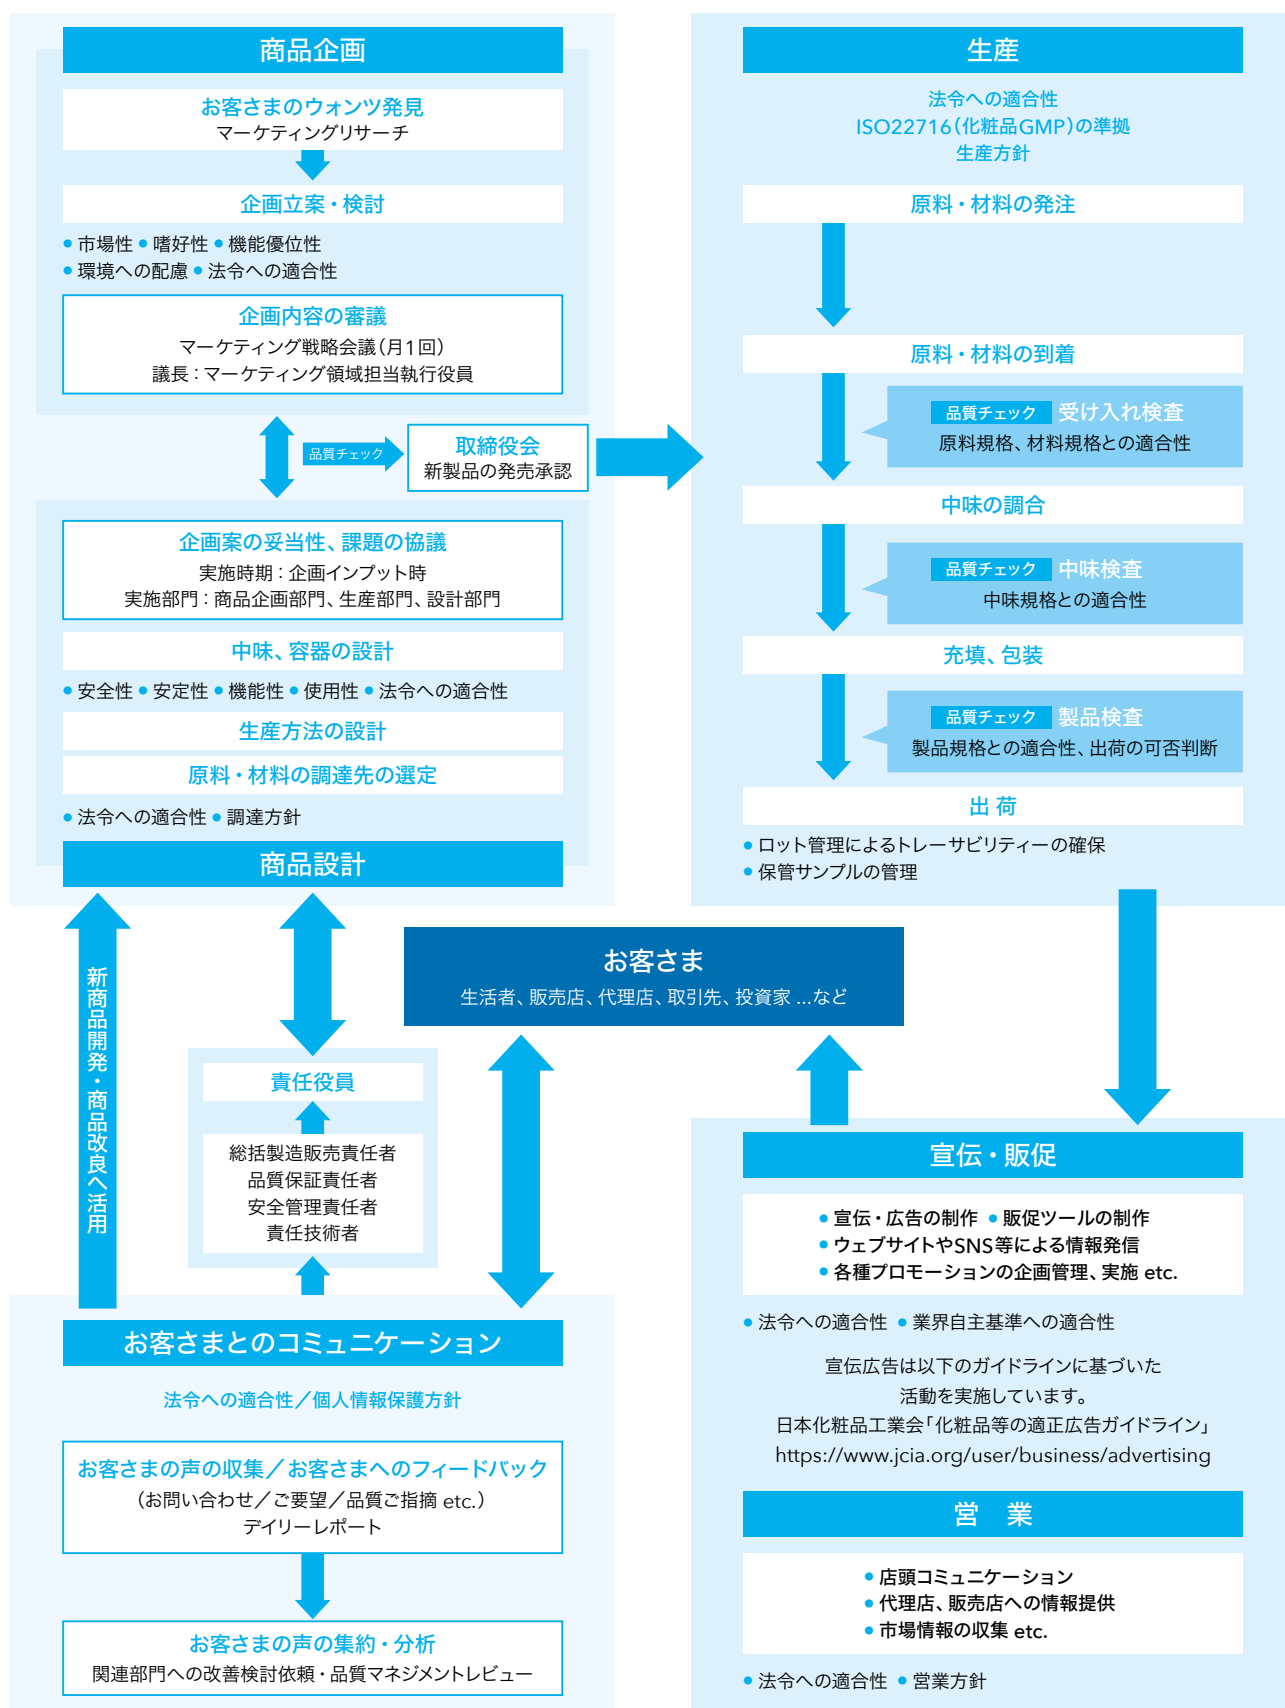 商品企画
お客さまのウォンツ発見
マーケティングリサーチ
企画立案・検討
● 市場性 ● 嗜好性 ● 機能優位性
● 環境への配慮 ● 法令への適合性
企画内容の審議
マーケティング戦略会議（月1回）
議長：マーケティング領域担当執行役員
品質チェック
取締役会
新製品の発売承認
企画案の妥当性、課題の協議
実施時期：企画インプット時
実施部門：商品企画部門、生産部門、設計部門
中味、容器の設計
● 安全性 ● 安定性 ● 機能性 ● 使用性 ● 法令への適合性
生産方法の設計
原料・材料の調達先の選定
● 法令への適合性 ● 調達方針
商品設計
生産
法令への適合性
ISO22716（化粧品GMP）の準拠
生産方針
原料・材料の発注
原料・材料の到着
品質チェック 受け入れ検査
原料規格、材料規格との適合性
中味の調合
品質チェック 中味検査
中味規格との適合性
充填、包装
品質チェック 製品検査
製品規格との適合性、出荷の可否判断
出 荷
● ロット管理によるトレーサビリティーの確保
● 保管サンプルの管理
お客さま
生活者、販売店、代理店、取引先、投資家 ...など
新商品開発・商品改良へ活用
責任役員
総括製造販売責任者
品質保証責任者
安全管理責任者
責任技術者
お客さまとのコミュニケーション
法令への適合性／個人情報保護方針
お客さまの声の収集／お客さまへのフィードバック
（お問い合わせ／ご要望／品質ご指摘 etc.）
デイリーレポート
お客さまの声の集約・分析
関連部門への改善検討依頼・品質マネジメントレビュー
宣伝・販促
● 宣伝・広告の制作 ● 販促ツールの制作
● ウェブサイトやSNS等による情報発信
● 各種プロモーションの企画管理、実施 etc.
● 法令への適合性 ● 業界自主基準への適合性
宣伝広告は以下のガイドラインに基づいた
活動を実施しています。
日本化粧品工業会「化粧品等の適正広告ガイドライン」
https://www.jcia.org/user/business/advertising
営　業
● 店頭コミュニケーション
● 代理店、販売店への情報提供
● 市場情報の収集 etc.
● 法令への適合性 ● 営業方針